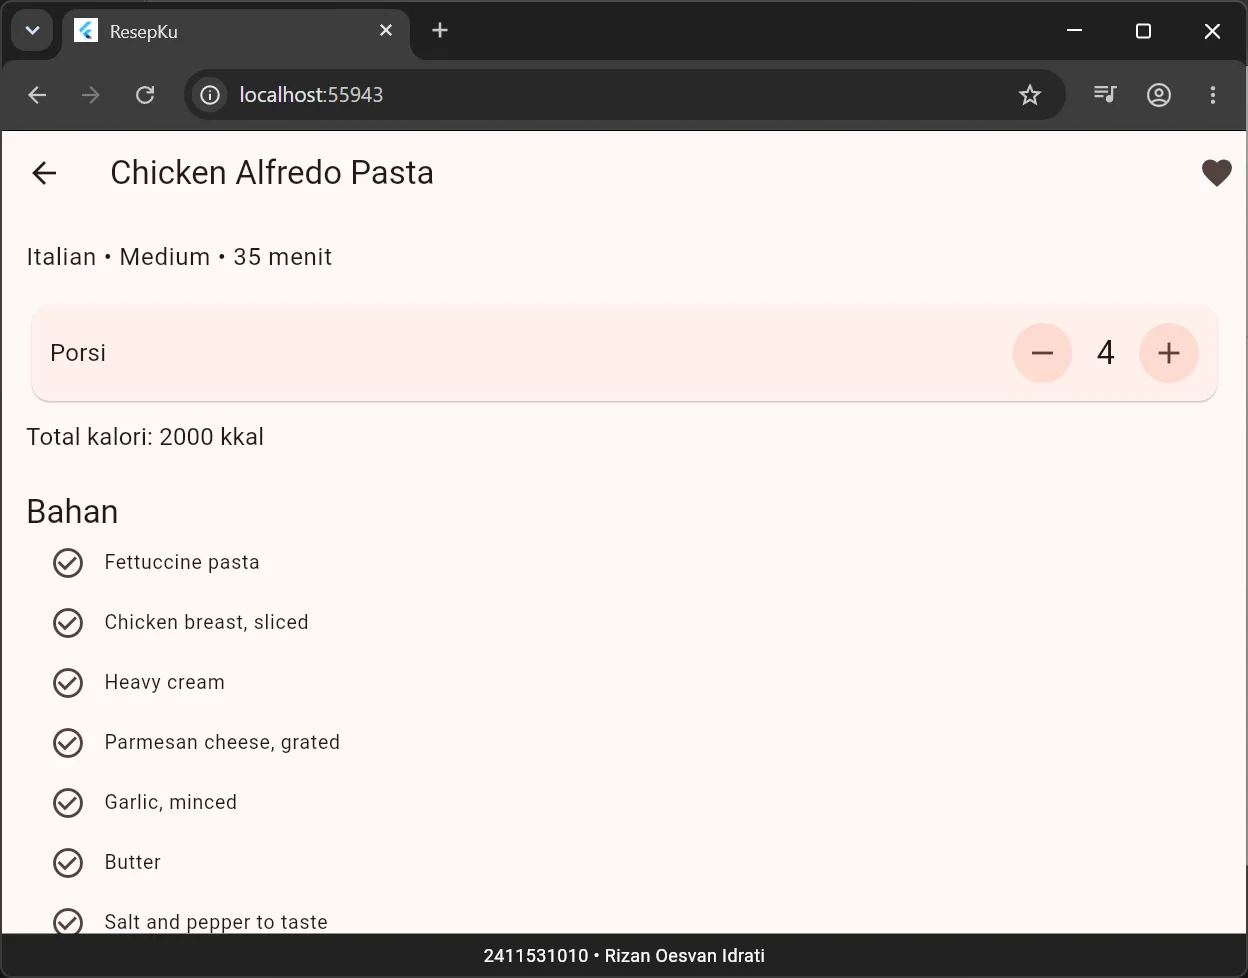 ResepKu
localhost:55943
Chicken Alfredo Pasta
Italian • Medium • 35 menit
Porsi
4
Total kalori: 2000 kkal
Bahan
Fettuccine pasta
Chicken breast, sliced
Heavy cream
Parmesan cheese, grated
Garlic, minced
Butter
Salt and pepper to taste
2411531010 • Rizan Oesvan Idrati